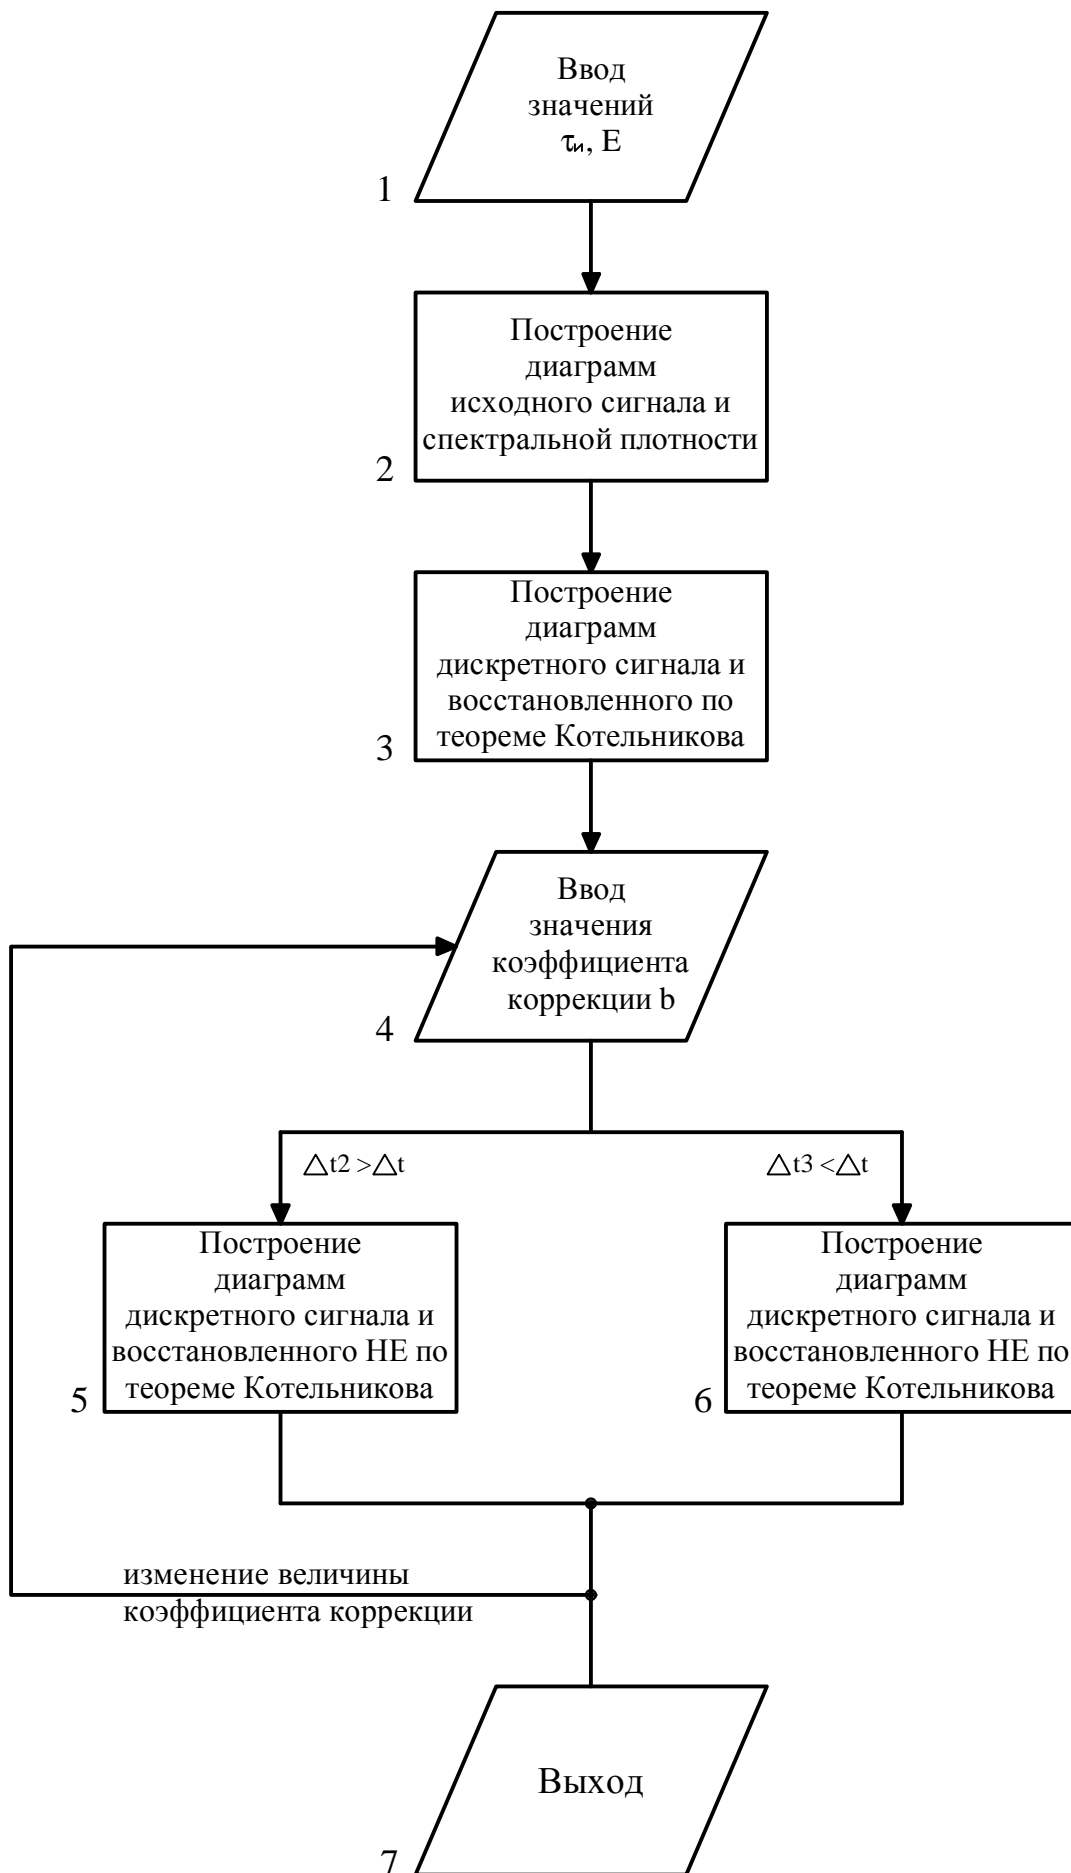 Ввод
значений
τи, E
1
Построение
диаграмм
исходного сигнала и
спектральной плотности
2
Построение
диаграмм
дискретного сигнала и
восстановленного по
теореме Котельникова
3
Ввод
значения
коэффициента
коррекции b
4
△t2 >△t
△t3 <△t
Построение
диаграмм
дискретного сигнала и
восстановленного НЕ по
теореме Котельникова
5
Построение
диаграмм
дискретного сигнала и
восстановленного НЕ по
теореме Котельникова
6
изменение величины
коэффициента коррекции
Выход
7